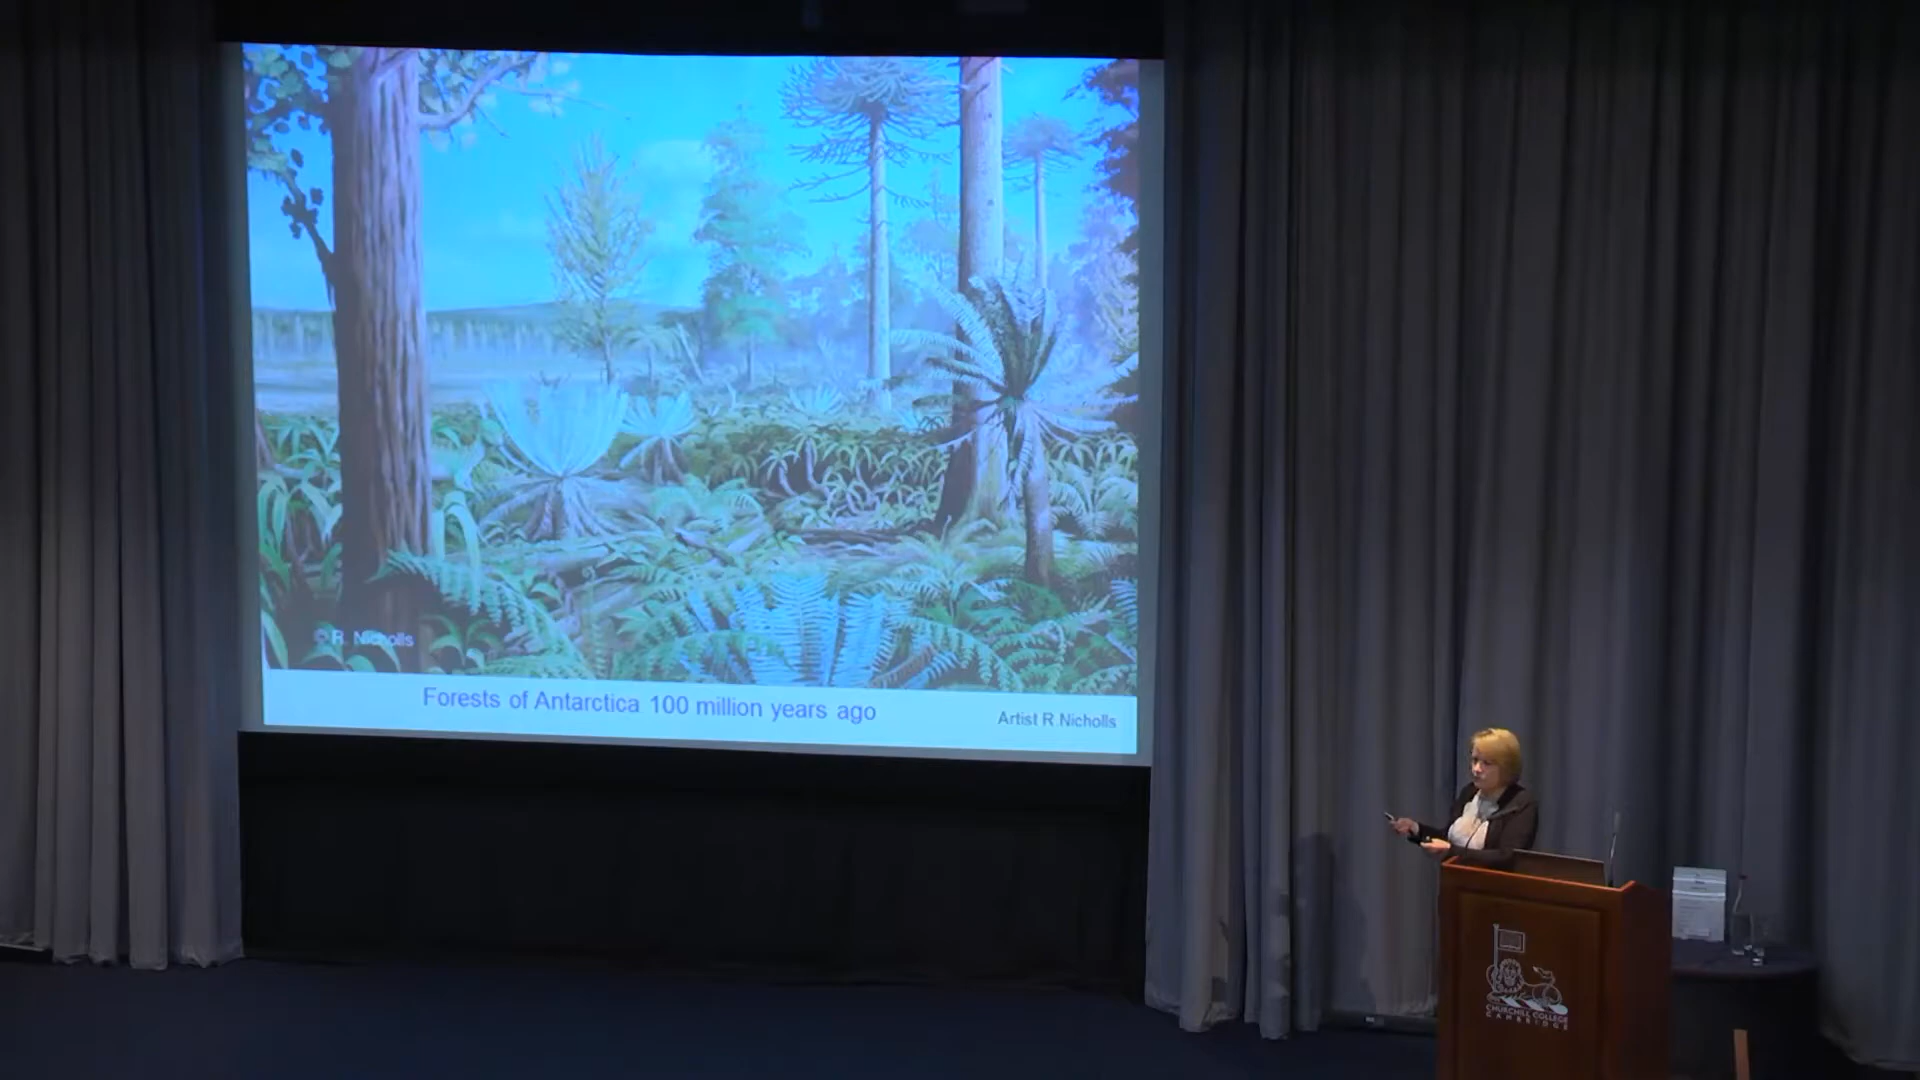 © R. Nicholls
Forests of Antarctica 100 million years ago
Artist R Nicholls
CHURCHILL COLLEGE
CAMBRIDGE